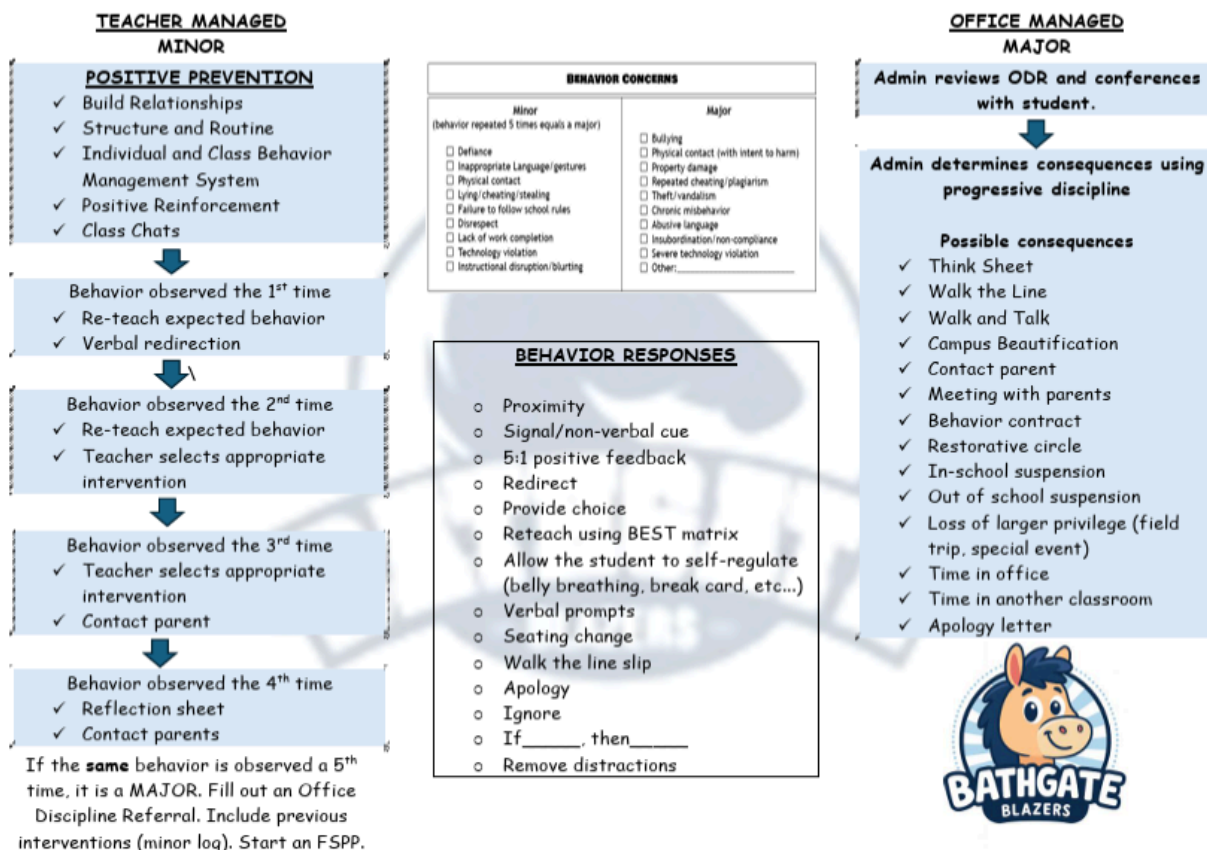 TEACHER MANAGED
MINOR
POSITIVE PREVENTION
✓ Build Relationships
✓ Structure and Routine
✓ Individual and Class Behavior
Management System
✓ Positive Reinforcement
✓ Class Chats
Behavior observed the 1st time
✓ Re-teach expected behavior
✓ Verbal redirection
\
Behavior observed the 2nd time
✓ Re-teach expected behavior
✓ Teacher selects appropriate
intervention
Behavior observed the 3rd time
✓ Teacher selects appropriate
intervention
✓ Contact parent
Behavior observed the 4th time
✓ Reflection sheet
✓ Contact parents
If the same behavior is observed a 5th
time, it is a MAJOR. Fill out an Office
Discipline Referral. Include previous
interventions (minor log). Start an FSPP.
BEHAVIOR CONCERNS
Minor
(behavior repeated 5 times equals a major)
☐ Defiance
☐ Inappropriate Language/gestures
☐ Physical contact
☐ Lying/cheating/stealing
☐ Failure to follow school rules
☐ Disrespect
☐ Lack of work completion
☐ Technology violation
☐ Instructional disruption/blurting
Major
☐ Bullying
☐ Physical contact (with intent to harm)
☐ Property damage
☐ Repeated cheating/plagiarism
☐ Theft/vandalism
☐ Chronic misbehavior
☐ Abusive language
☐ Insubordination/non-compliance
☐ Severe technology violation
☐ Other:____________________
BEHAVIOR RESPONSES
o Proximity
o Signal/non-verbal cue
o 5:1 positive feedback
o Redirect
o Provide choice
o Reteach using BEST matrix
o Allow the student to self-regulate
(belly breathing, break card, etc...)
o Verbal prompts
o Seating change
o Walk the line slip
o Apology
o Ignore
o If_____, then_____
o Remove distractions
OFFICE MANAGED
MAJOR
Admin reviews ODR and conferences
with student.
Admin determines consequences using
progressive discipline
Possible consequences
✓ Think Sheet
✓ Walk the Line
✓ Walk and Talk
✓ Campus Beautification
✓ Contact parent
✓ Meeting with parents
✓ Behavior contract
✓ Restorative circle
✓ In-school suspension
✓ Out of school suspension
✓ Loss of larger privilege (field
trip, special event)
✓ Time in office
✓ Time in another classroom
✓ Apology letter
BATHGATE
BLAZERS